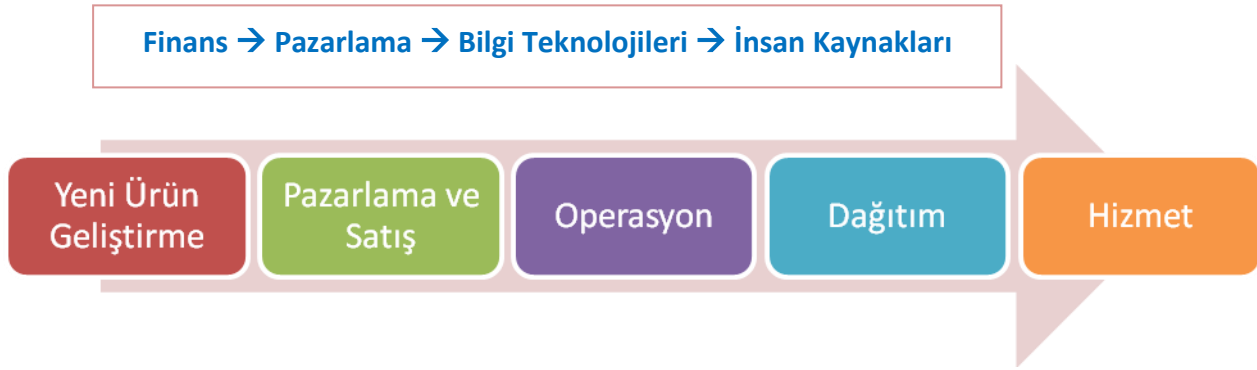 Finans → Pazarlama → Bilgi Teknolojileri → İnsan Kaynakları
Yeni Ürün
Geliştirme
Pazarlama ve
Satış
Operasyon
Dağıtım
Hizmet